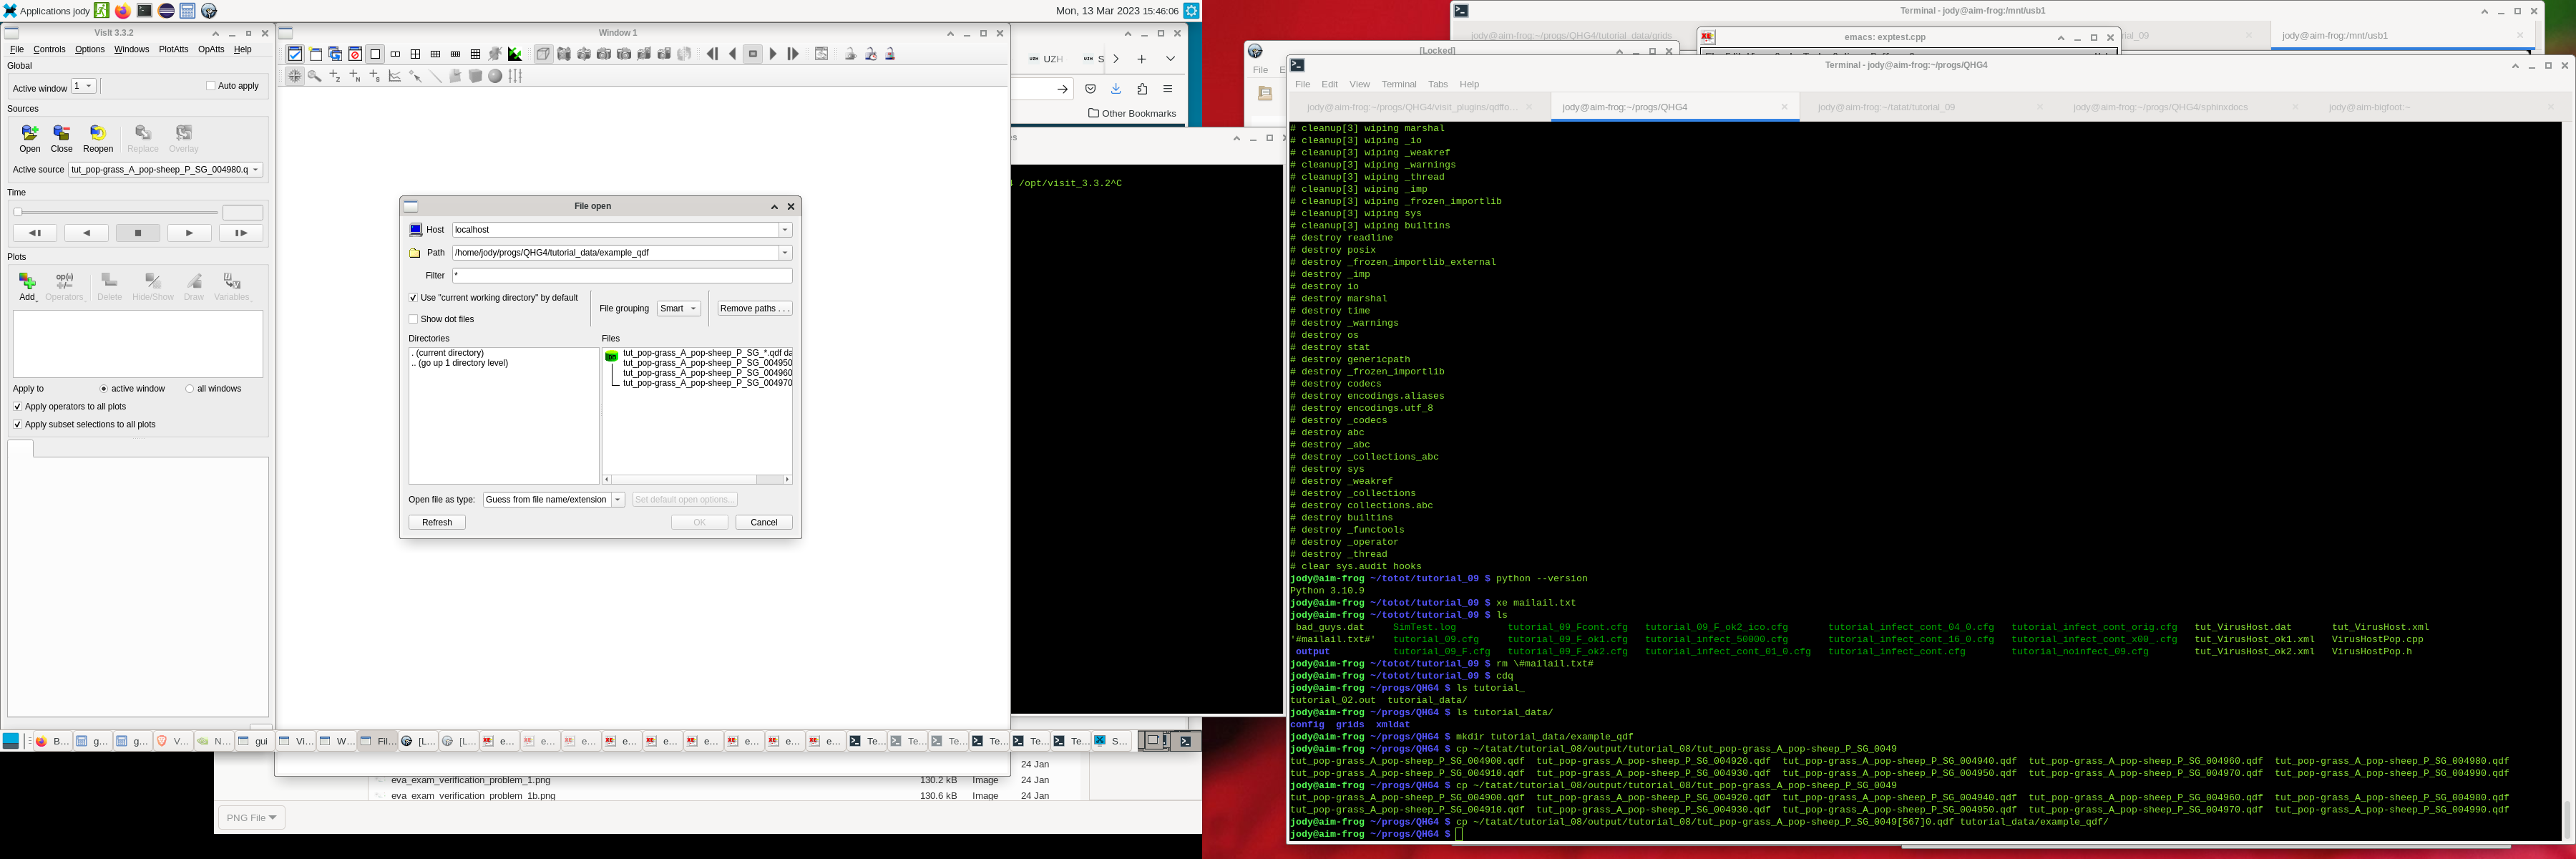 Applications jody
Mon, 13 Mar 2023 15:46:06
VisIt 3.3.2
File Controls Options Windows PlotAtts OpAtts Help
Global
Active window 1
Auto apply
Sources
Open Close Reopen Replace Overlay
Active source tut_pop-grass_A_pop-sheep_P_SG_004980.q
Time
Plots
Add Operators Delete Hide/Show Draw Variables
Apply to active window all windows
Apply operators to all plots
Apply subset selections to all plots
Window 1
UZH
S
Other Bookmarks
es
4 /opt/visit_3.3.2^C
File open
Host localhost
Path /home/jody/progs/QHG4/tutorial_data/example_qdf
Filter *
Use "current working directory" by default
Show dot files
File grouping Smart
Remove paths . . .
Directories
. (current directory)
.. (go up 1 directory level)
Files
tut_pop-grass_A_pop-sheep_P_SG_*.qdf da
tut_pop-grass_A_pop-sheep_P_SG_004950
tut_pop-grass_A_pop-sheep_P_SG_004960
tut_pop-grass_A_pop-sheep_P_SG_004970
Open file as type: Guess from file name/extension
Set default open options...
Refresh OK Cancel
B... g... g... V... N... gui Vi... W... Fil... [L... [L... e... e... e... e... e... e... e... e... e... Te... Te... Te... Te... Te... Te... S...
24 Jan
eva_exam_verification_problem_1.png 130.2 kB Image 24 Jan
eva_exam_verification_problem_1b.png 130.6 kB Image 24 Jan
PNG File
Terminal - jody@aim-frog:/mnt/usb1
jody@aim-frog:~/progs/QHG4/tutorial_data/grids
_09
jody@aim-frog:/mnt/usb1
[Locked]
File E
emacs: exptest.cpp
Terminal - jody@aim-frog:~/progs/QHG4
File Edit View Terminal Tabs Help
jody@aim-frog:~/progs/QHG4/visit_plugins/qdffo...
jody@aim-frog:~/progs/QHG4
jody@aim-frog:~/tatat/tutorial_09
jody@aim-frog:~/progs/QHG4/sphinxdocs
jody@aim-bigfoot:~
# cleanup[3] wiping marshal
# cleanup[3] wiping _io
# cleanup[3] wiping _weakref
# cleanup[3] wiping _warnings
# cleanup[3] wiping _thread
# cleanup[3] wiping _imp
# cleanup[3] wiping _frozen_importlib
# cleanup[3] wiping sys
# cleanup[3] wiping builtins
# destroy readline
# destroy posix
# destroy _frozen_importlib_external
# destroy _imp
# destroy io
# destroy marshal
# destroy time
# destroy _warnings
# destroy os
# destroy stat
# destroy genericpath
# destroy _frozen_importlib
# destroy codecs
# destroy encodings.aliases
# destroy encodings.utf_8
# destroy _codecs
# destroy abc
# destroy _abc
# destroy _collections_abc
# destroy sys
# destroy _weakref
# destroy _collections
# destroy collections.abc
# destroy builtins
# destroy _functools
# destroy _operator
# destroy _thread
# clear sys.audit hooks
jody@aim-frog ~/totot/tutorial_09 $ python --version
Python 3.10.9
jody@aim-frog ~/totot/tutorial_09 $ xe mailail.txt
jody@aim-frog ~/totot/tutorial_09 $ ls
bad_guys.dat SimTest.log tutorial_09_Fcont.cfg tutorial_09_F_ok2_ico.cfg tutorial_infect_cont_04_0.cfg tutorial_infect_cont_orig.cfg tut_VirusHost.dat tut_VirusHost.xml
'#mailail.txt#' tutorial_09.cfg tutorial_09_F_ok1.cfg tutorial_infect_50000.cfg tutorial_infect_cont_16_0.cfg tutorial_infect_cont_x00_.cfg tut_VirusHost_ok1.xml VirusHostPop.cpp
output tutorial_09_F.cfg tutorial_09_F_ok2.cfg tutorial_infect_cont_01_0.cfg tutorial_infect_cont.cfg tutorial_noinfect_09.cfg tut_VirusHost_ok2.xml VirusHostPop.h
jody@aim-frog ~/totot/tutorial_09 $ rm \#mailail.txt#
jody@aim-frog ~/totot/tutorial_09 $ cdq
jody@aim-frog ~/progs/QHG4 $ ls tutorial_
tutorial_02.out tutorial_data/
jody@aim-frog ~/progs/QHG4 $ ls tutorial_data/
config grids xmldat
jody@aim-frog ~/progs/QHG4 $ mkdir tutorial_data/example_qdf
jody@aim-frog ~/progs/QHG4 $ cp ~/tatat/tutorial_08/output/tutorial_08/tut_pop-grass_A_pop-sheep_P_SG_0049
tut_pop-grass_A_pop-sheep_P_SG_004900.qdf tut_pop-grass_A_pop-sheep_P_SG_004920.qdf tut_pop-grass_A_pop-sheep_P_SG_004940.qdf tut_pop-grass_A_pop-sheep_P_SG_004960.qdf tut_pop-grass_A_pop-sheep_P_SG_004980.qdf
tut_pop-grass_A_pop-sheep_P_SG_004910.qdf tut_pop-grass_A_pop-sheep_P_SG_004930.qdf tut_pop-grass_A_pop-sheep_P_SG_004950.qdf tut_pop-grass_A_pop-sheep_P_SG_004970.qdf tut_pop-grass_A_pop-sheep_P_SG_004990.qdf
jody@aim-frog ~/progs/QHG4 $ cp ~/tatat/tutorial_08/output/tutorial_08/tut_pop-grass_A_pop-sheep_P_SG_0049
tut_pop-grass_A_pop-sheep_P_SG_004900.qdf tut_pop-grass_A_pop-sheep_P_SG_004920.qdf tut_pop-grass_A_pop-sheep_P_SG_004940.qdf tut_pop-grass_A_pop-sheep_P_SG_004960.qdf tut_pop-grass_A_pop-sheep_P_SG_004980.qdf
tut_pop-grass_A_pop-sheep_P_SG_004910.qdf tut_pop-grass_A_pop-sheep_P_SG_004930.qdf tut_pop-grass_A_pop-sheep_P_SG_004950.qdf tut_pop-grass_A_pop-sheep_P_SG_004970.qdf tut_pop-grass_A_pop-sheep_P_SG_004990.qdf
jody@aim-frog ~/progs/QHG4 $ cp ~/tatat/tutorial_08/output/tutorial_08/tut_pop-grass_A_pop-sheep_P_SG_0049[567]0.qdf tutorial_data/example_qdf/
jody@aim-frog ~/progs/QHG4 $